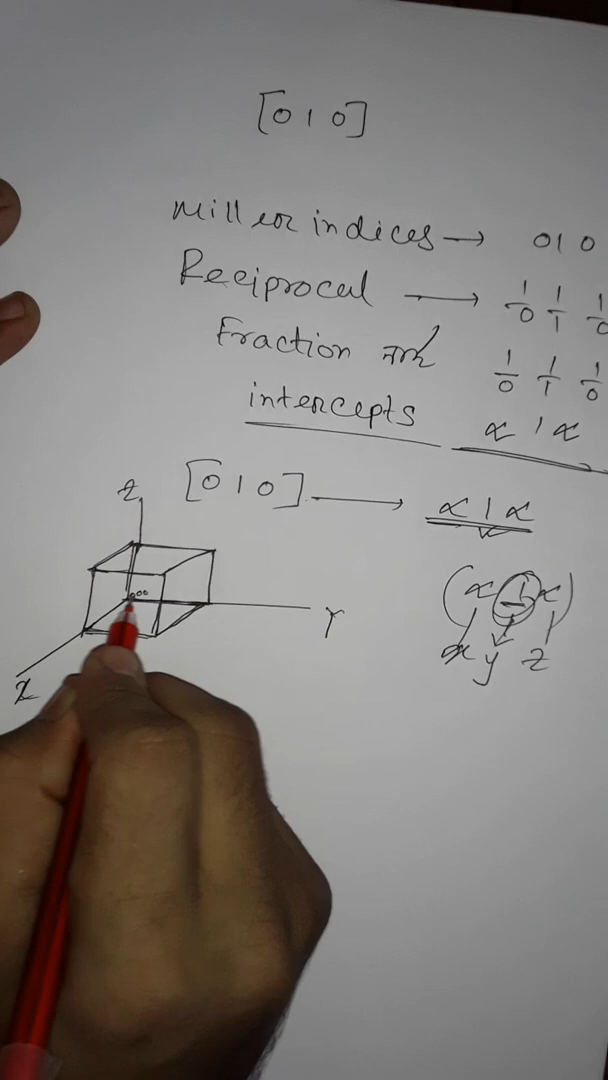 [0 1 0]
Miller indices → 0 1 0
Reciprocal → 1/0 1/1 1/0
Fraction 1/0 1/1 1/0
intercepts ∝ 1 ∝
[0 1 0] → ∝ 1 ∝
Z
Y
X
(∝ 1 ∝)
x y z